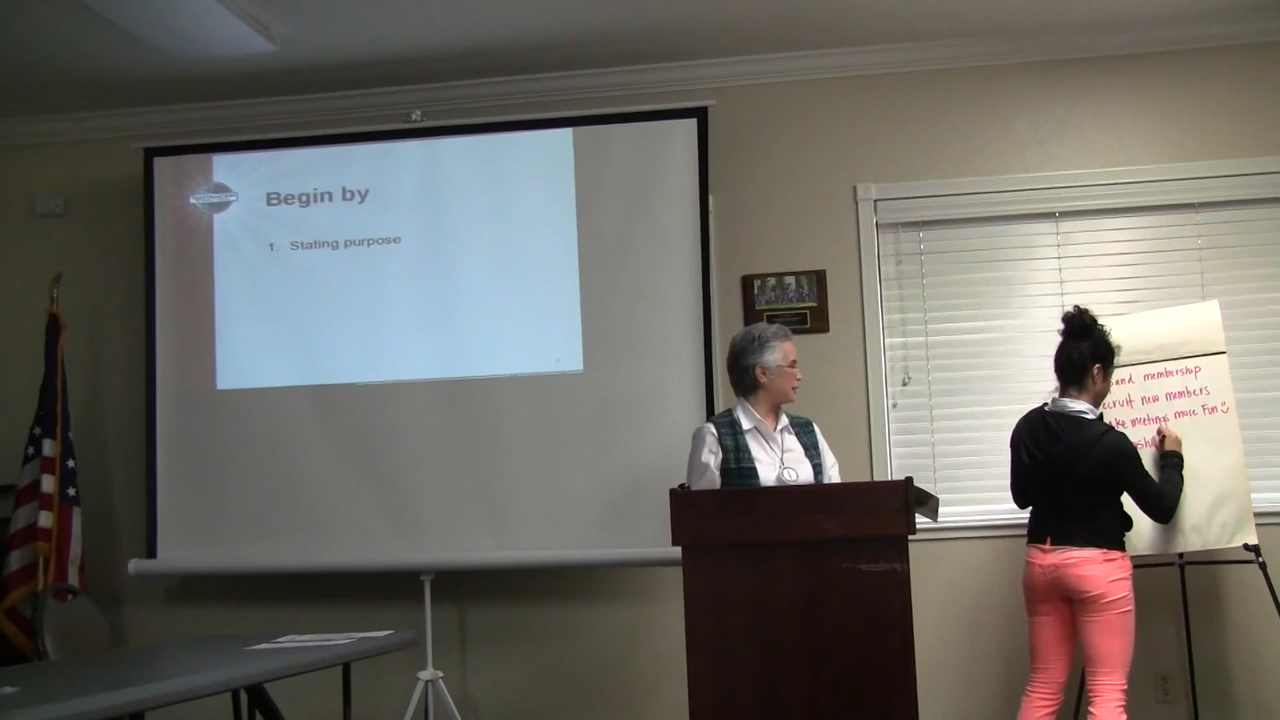 Begin by
1. Stating purpose
and membership
ecruit new members
ke meetings more Fun